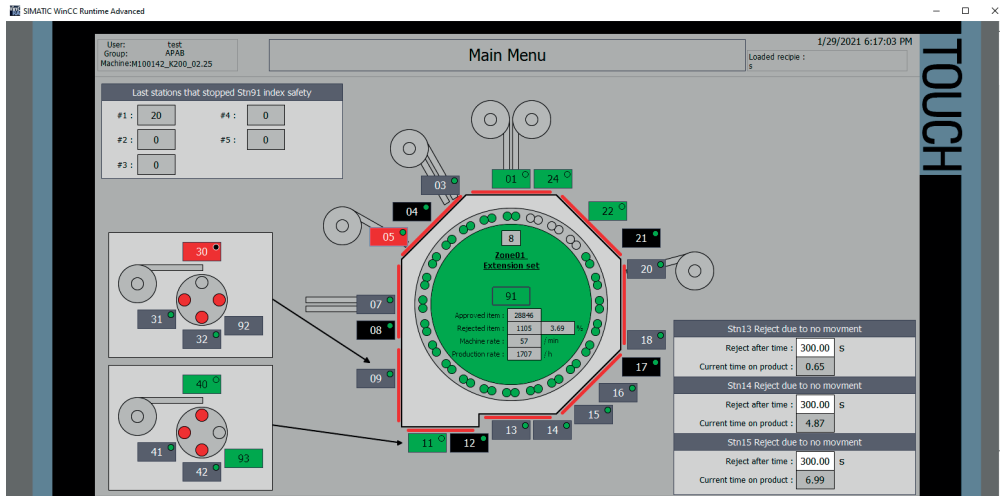 SIMATIC WinCC Runtime Advanced
User: test
Group: APAB
Machine:M100142_K200_02.25
Main Menu
1/29/2021 6:17:03 PM
Loaded recipie :
s
TOUCH
Last stations that stopped Stn91 index safety
#1 : 20 #4 : 0
#2 : 0 #5 : 0
#3 : 0
01 24
03
04
05
22
21
20
8
Zone01
Extension set
91
Approved item : 28846
Rejected item : 1105 3.69 %
Machine rate : 57 / min
Production rate : 1707 / h
07
08
09
18
17
16
15
14
13
12
11
30
31
32
92
40
41
42
93
Stn13 Reject due to no movment
Reject after time : 300.00 s
Current time on product : 0.65
Stn14 Reject due to no movment
Reject after time : 300.00 s
Current time on product : 4.87
Stn15 Reject due to no movment
Reject after time : 300.00 s
Current time on product : 6.99